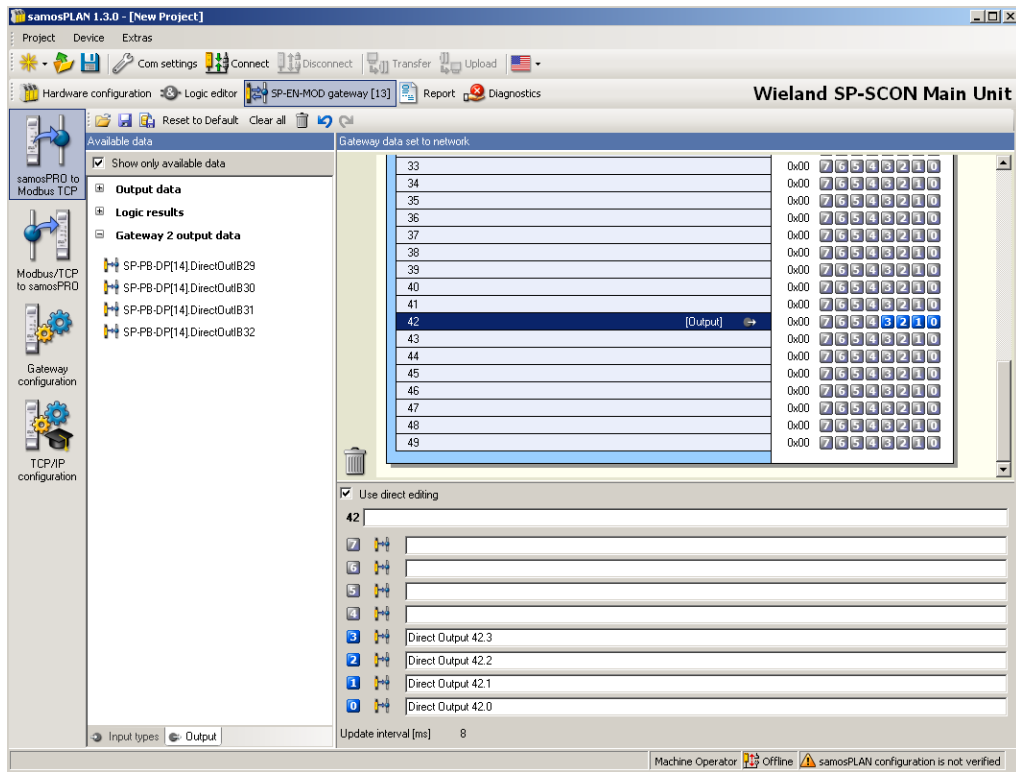 samosPLAN 1.3.0 - [New Project]
Project Device Extras
Com settings Connect Disconnect Transfer Upload
Hardware configuration Logic editor SP-EN-MOD gateway [13] Report Diagnostics Wieland SP-SCON Main Unit
Reset to Default Clear all
Available data Gateway data set to network
Show only available data
samosPRO to
Modbus TCP
Modbus/TCP
to samosPRO
Gateway
configuration
TCP/IP
configuration
Output data
Logic results
Gateway 2 output data
SP-PB-DP[14].DirectOutIB29
SP-PB-DP[14].DirectOutIB30
SP-PB-DP[14].DirectOutIB31
SP-PB-DP[14].DirectOutIB32
Input types Output
33 0x00 7 6 5 4 3 2 1 0
34 0x00 7 6 5 4 3 2 1 0
35 0x00 7 6 5 4 3 2 1 0
36 0x00 7 6 5 4 3 2 1 0
37 0x00 7 6 5 4 3 2 1 0
38 0x00 7 6 5 4 3 2 1 0
39 0x00 7 6 5 4 3 2 1 0
40 0x00 7 6 5 4 3 2 1 0
41 0x00 7 6 5 4 3 2 1 0
42 [Output] 0x00 7 6 5 4 3 2 1 0
43 0x00 7 6 5 4 3 2 1 0
44 0x00 7 6 5 4 3 2 1 0
45 0x00 7 6 5 4 3 2 1 0
46 0x00 7 6 5 4 3 2 1 0
47 0x00 7 6 5 4 3 2 1 0
48 0x00 7 6 5 4 3 2 1 0
49 0x00 7 6 5 4 3 2 1 0
Use direct editing
42
7
6
5
4
3 Direct Output 42.3
2 Direct Output 42.2
1 Direct Output 42.1
0 Direct Output 42.0
Update interval [ms] 8
Machine Operator Offline samosPLAN configuration is not verified